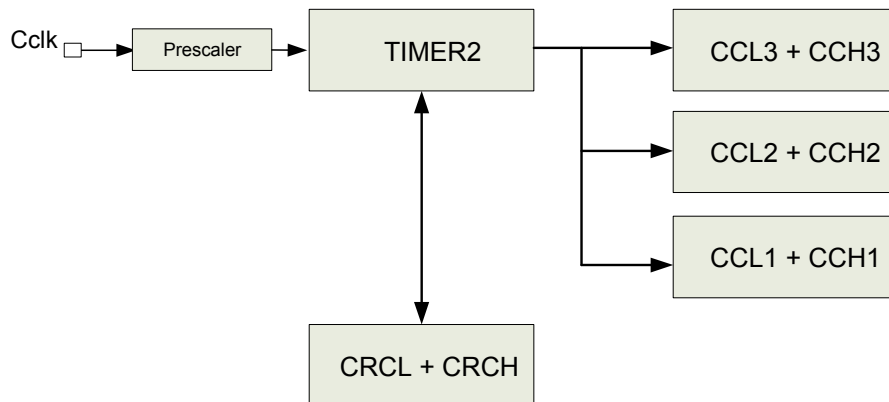 Cclk
Prescaler
TIMER2
CCL3 + CCH3
CCL2 + CCH2
CCL1 + CCH1
CRCL + CRCH